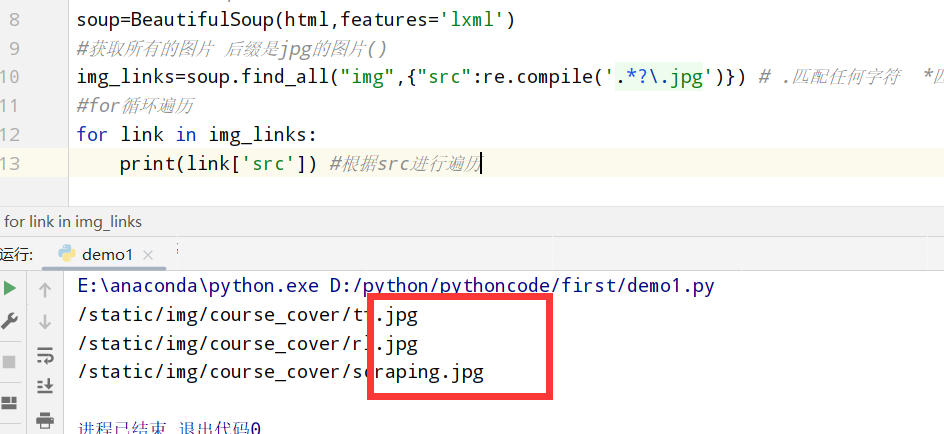 8 soup=BeautifulSoup(html,features='lxml')
9 #获取所有的图片 后缀是jpg的图片()
10 img_links=soup.find_all("img",{"src":re.compile('.*?\.jpg')}) # .匹配任何字符 *匹
11 #for循环遍历
12 for link in img_links:
13 print(link['src']) #根据src进行遍历
for link in img_links
运行: demo1
E:\anaconda\python.exe D:/python/pythoncode/first/demo1.py
/static/img/course_cover/tf.jpg
/static/img/course_cover/rl.jpg
/static/img/course_cover/scraping.jpg
进程已结束,退出代码0